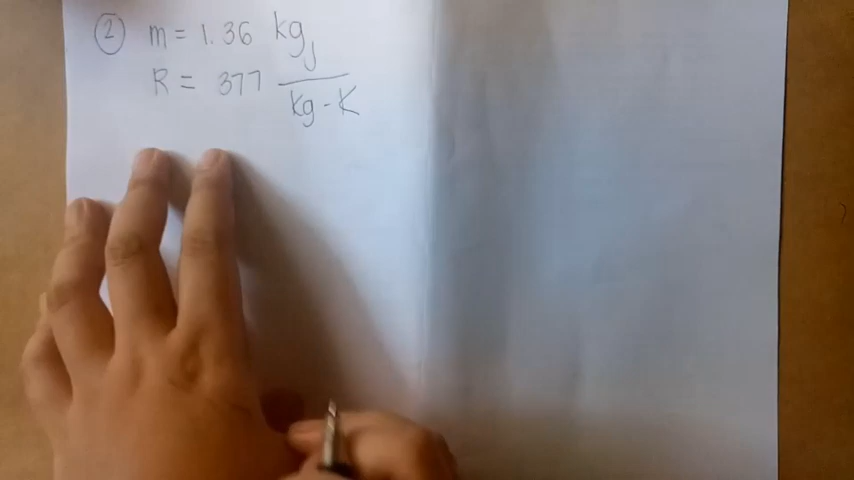 ② m = 1.36 kg
R = 377 J/kg-K